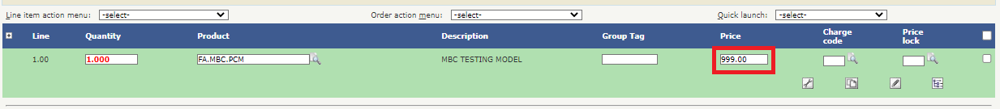 Line item action menu: -select- Order action menu: -select- Quick launch: -select-
Line Quantity Product Description Group Tag Price Charge code Price lock
1.00 1.000 FA.MBC.PCM MBC TESTING MODEL 999.00